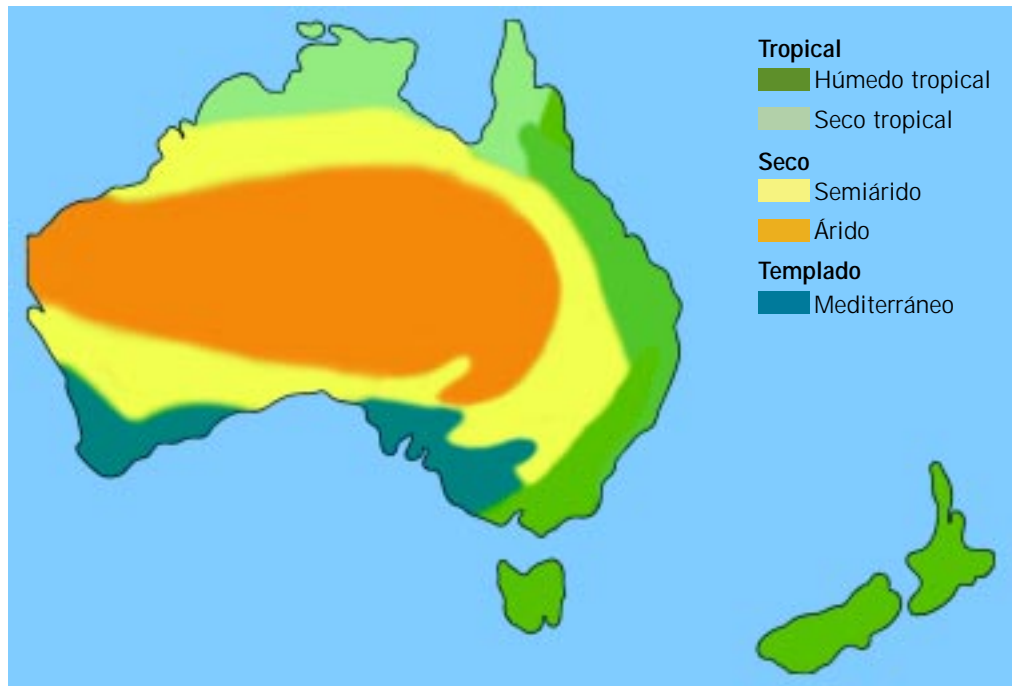 Tropical
Húmedo tropical
Seco tropical
Seco
Semiárido
Árido
Templado
Mediterráneo